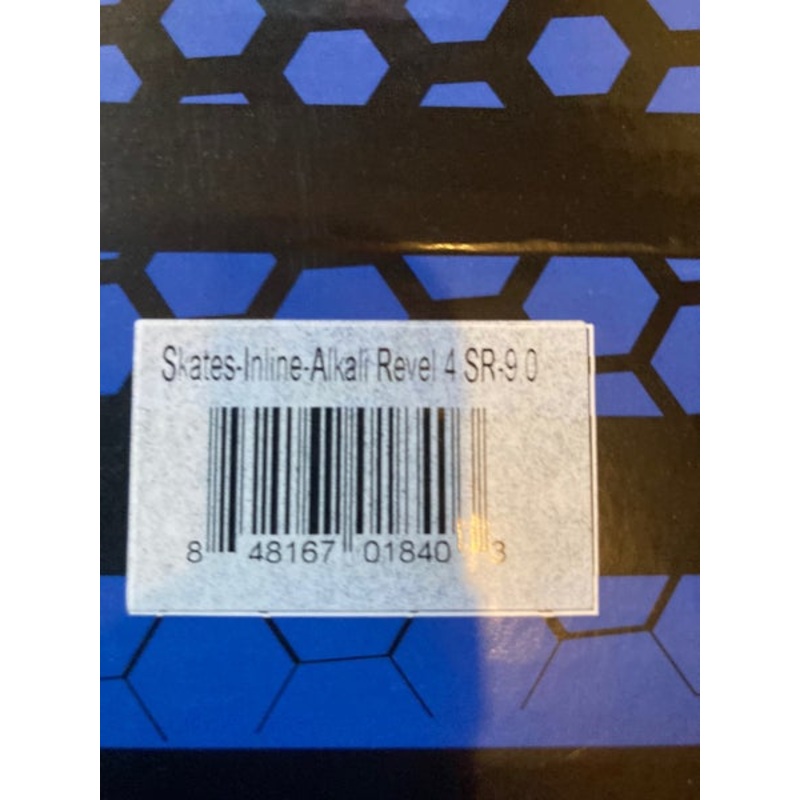 Skates-Inline-Alkali Revel 4 SR-9.0
8 48167 01840 3